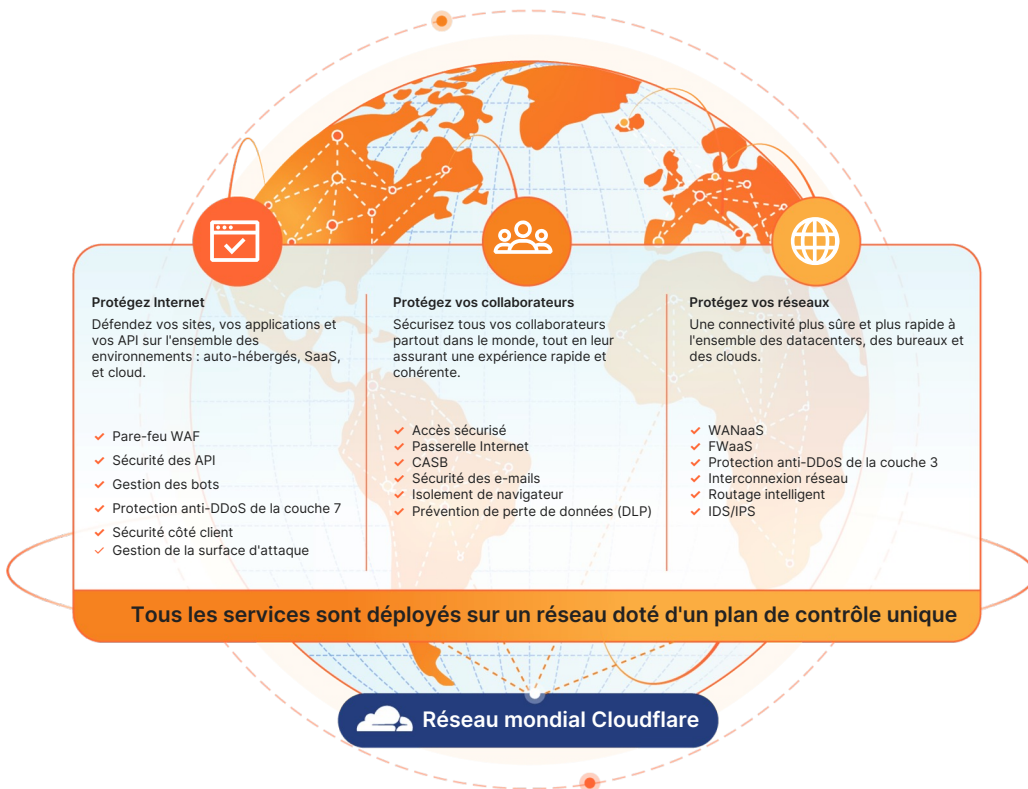 Protégez Internet
Défendez vos sites, vos applications et
vos API sur l'ensemble des
environnements : auto-hébergés, SaaS,
et cloud.
Pare-feu WAF
Sécurité des API
Gestion des bots
Protection anti-DDoS de la couche 7
Sécurité côté client
Gestion de la surface d'attaque
Protégez vos collaborateurs
Sécurisez tous vos collaborateurs
partout dans le monde, tout en leur
assurant une expérience rapide et
cohérente.
Accès sécurisé
Passerelle Internet
CASB
Sécurité des e-mails
Isolement de navigateur
Prévention de perte de données (DLP)
Protégez vos réseaux
Une connectivité plus sûre et plus rapide à
l'ensemble des datacenters, des bureaux et
des clouds.
WANaaS
FWaaS
Protection anti-DDoS de la couche 3
Interconnexion réseau
Routage intelligent
IDS/IPS
Tous les services sont déployés sur un réseau doté d'un plan de contrôle unique
Réseau mondial Cloudflare